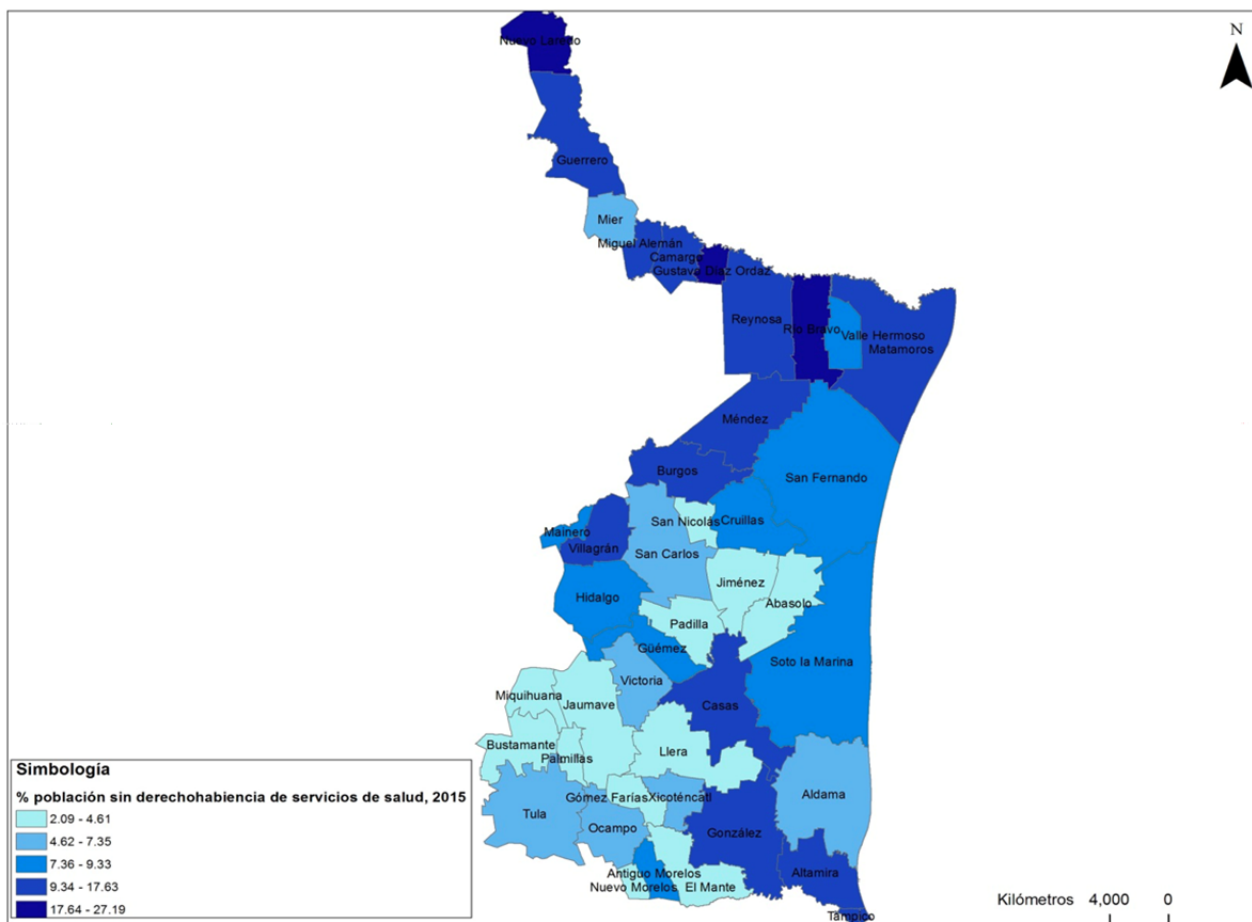 N
Nuevo Laredo
Guerrero
Mier
Miguel Alemán
Camargo
Gustavo Díaz Ordaz
Reynosa
Río Bravo
Valle Hermoso
Matamoros
Méndez
Burgos
San Fernando
San Nicolás
Cruillas
Mainero
Villagrán
San Carlos
Jiménez
Hidalgo
Abasolo
Padilla
Güémez
Soto la Marina
Victoria
Miquihuana
Jaumave
Casas
Bustamante
Llera
Palmillas
Gómez Farías
Xicoténcatl
Aldama
Tula
Ocampo
González
Antiguo Morelos
Nuevo Morelos
El Mante
Altamira
Tampico
Simbología
% población sin derechohabiencia de servicios de salud, 2015
2.09 - 4.61
4.62 - 7.35
7.36 - 9.33
9.34 - 17.63
17.64 - 27.19
Kilómetros 4,000 0